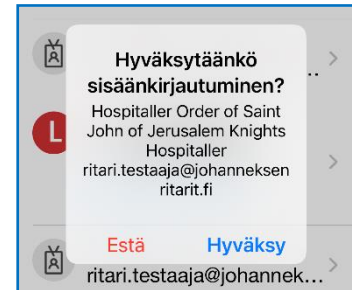 Hyväksytäänkö
sisäänkirjautuminen?
..
Hospitaller Order of Saint
John of Jerusalem Knights
Hospitaller
L
ritari.testaaja@johanneksen
ritarit.fi
Estä Hyväksy
ritari.testaaja@johannek...